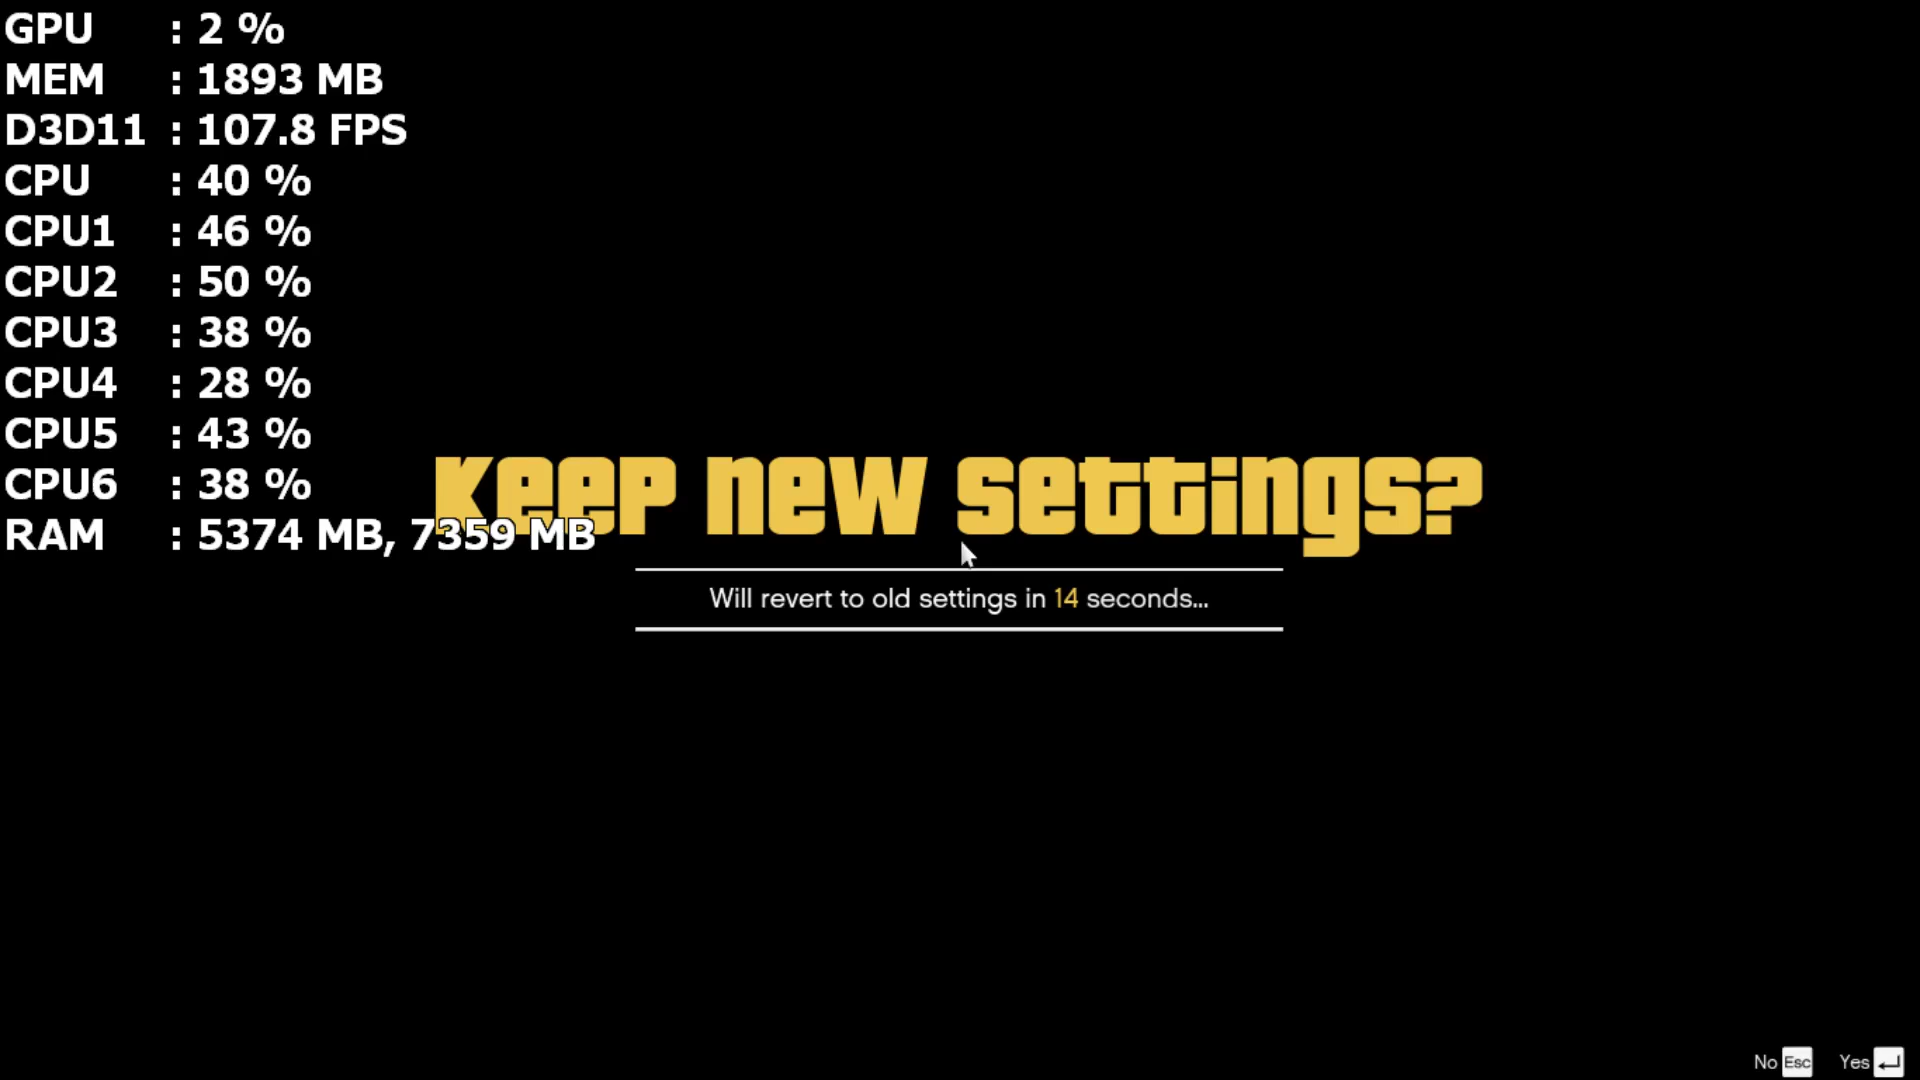 GPU : 2 %
MEM : 1893 MB
D3D11 : 107.8 FPS
CPU : 40 %
CPU1 : 46 %
CPU2 : 50 %
CPU3 : 38 %
CPU4 : 28 %
CPU5 : 43 %
CPU6 : 38 %
RAM : 5374 MB, 7359 MB
Keep new settings?
Will revert to old settings in 14 seconds...
No Esc Yes